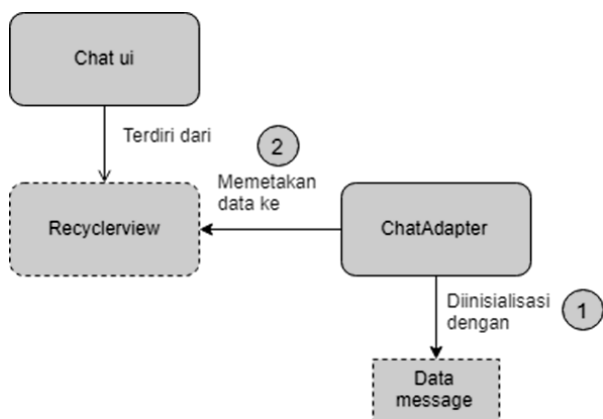 Chat ui
Terdiri dari
2
Memetakan
data ke
Recyclerview
ChatAdapter
Diinisialisasi
dengan
1
Data
message